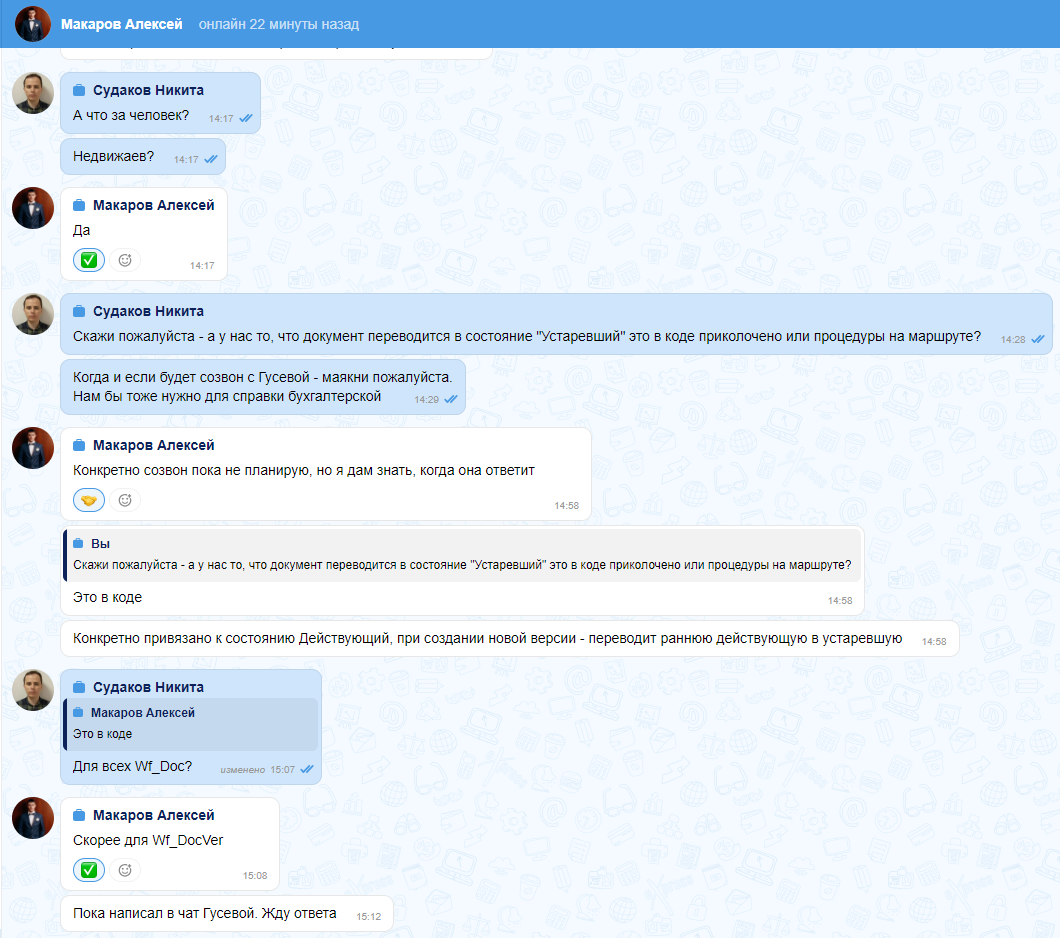 Макаров Алексей онлайн 22 минуты назад
Судаков Никита
А что за человек? 14:17
Недвижаев? 14:17
Макаров Алексей
Да
14:17
Судаков Никита
Скажи пожалуйста - а у нас то, что документ переводится в состояние "Устаревший" это в коде приколочено или процедуры на маршруте? 14:28
Когда и если будет созвон с Гусевой - маякни пожалуйста.
Нам бы тоже нужно для справки бухгалтерской 14:29
Макаров Алексей
Конкретно созвон пока не планирую, но я дам знать, когда она ответит
14:58
Вы
Скажи пожалуйста - а у нас то, что документ переводится в состояние "Устаревший" это в коде приколочено или процедуры на маршруте?
Это в коде 14:58
Конкретно привязано к состоянию Действующий, при создании новой версии - переводит раннюю действующую в устаревшую 14:58
Судаков Никита
Макаров Алексей
Это в коде
Для всех Wf_Doc? изменено 15:07
Макаров Алексей
Скорее для Wf_DocVer
15:08
Пока написал в чат Гусевой. Жду ответа 15:12